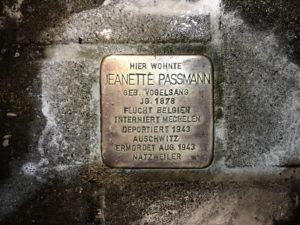 HIER WOHNTE
JEANETTE PASSMANN
GEB. VOGELSANG
JG. 1878
FLUCHT BELGIEN
INTERNIERT MECHELEN
DEPORTIERT 1943
AUSCHWITZ
ERMORDET AUG. 1943
NATZWEILER